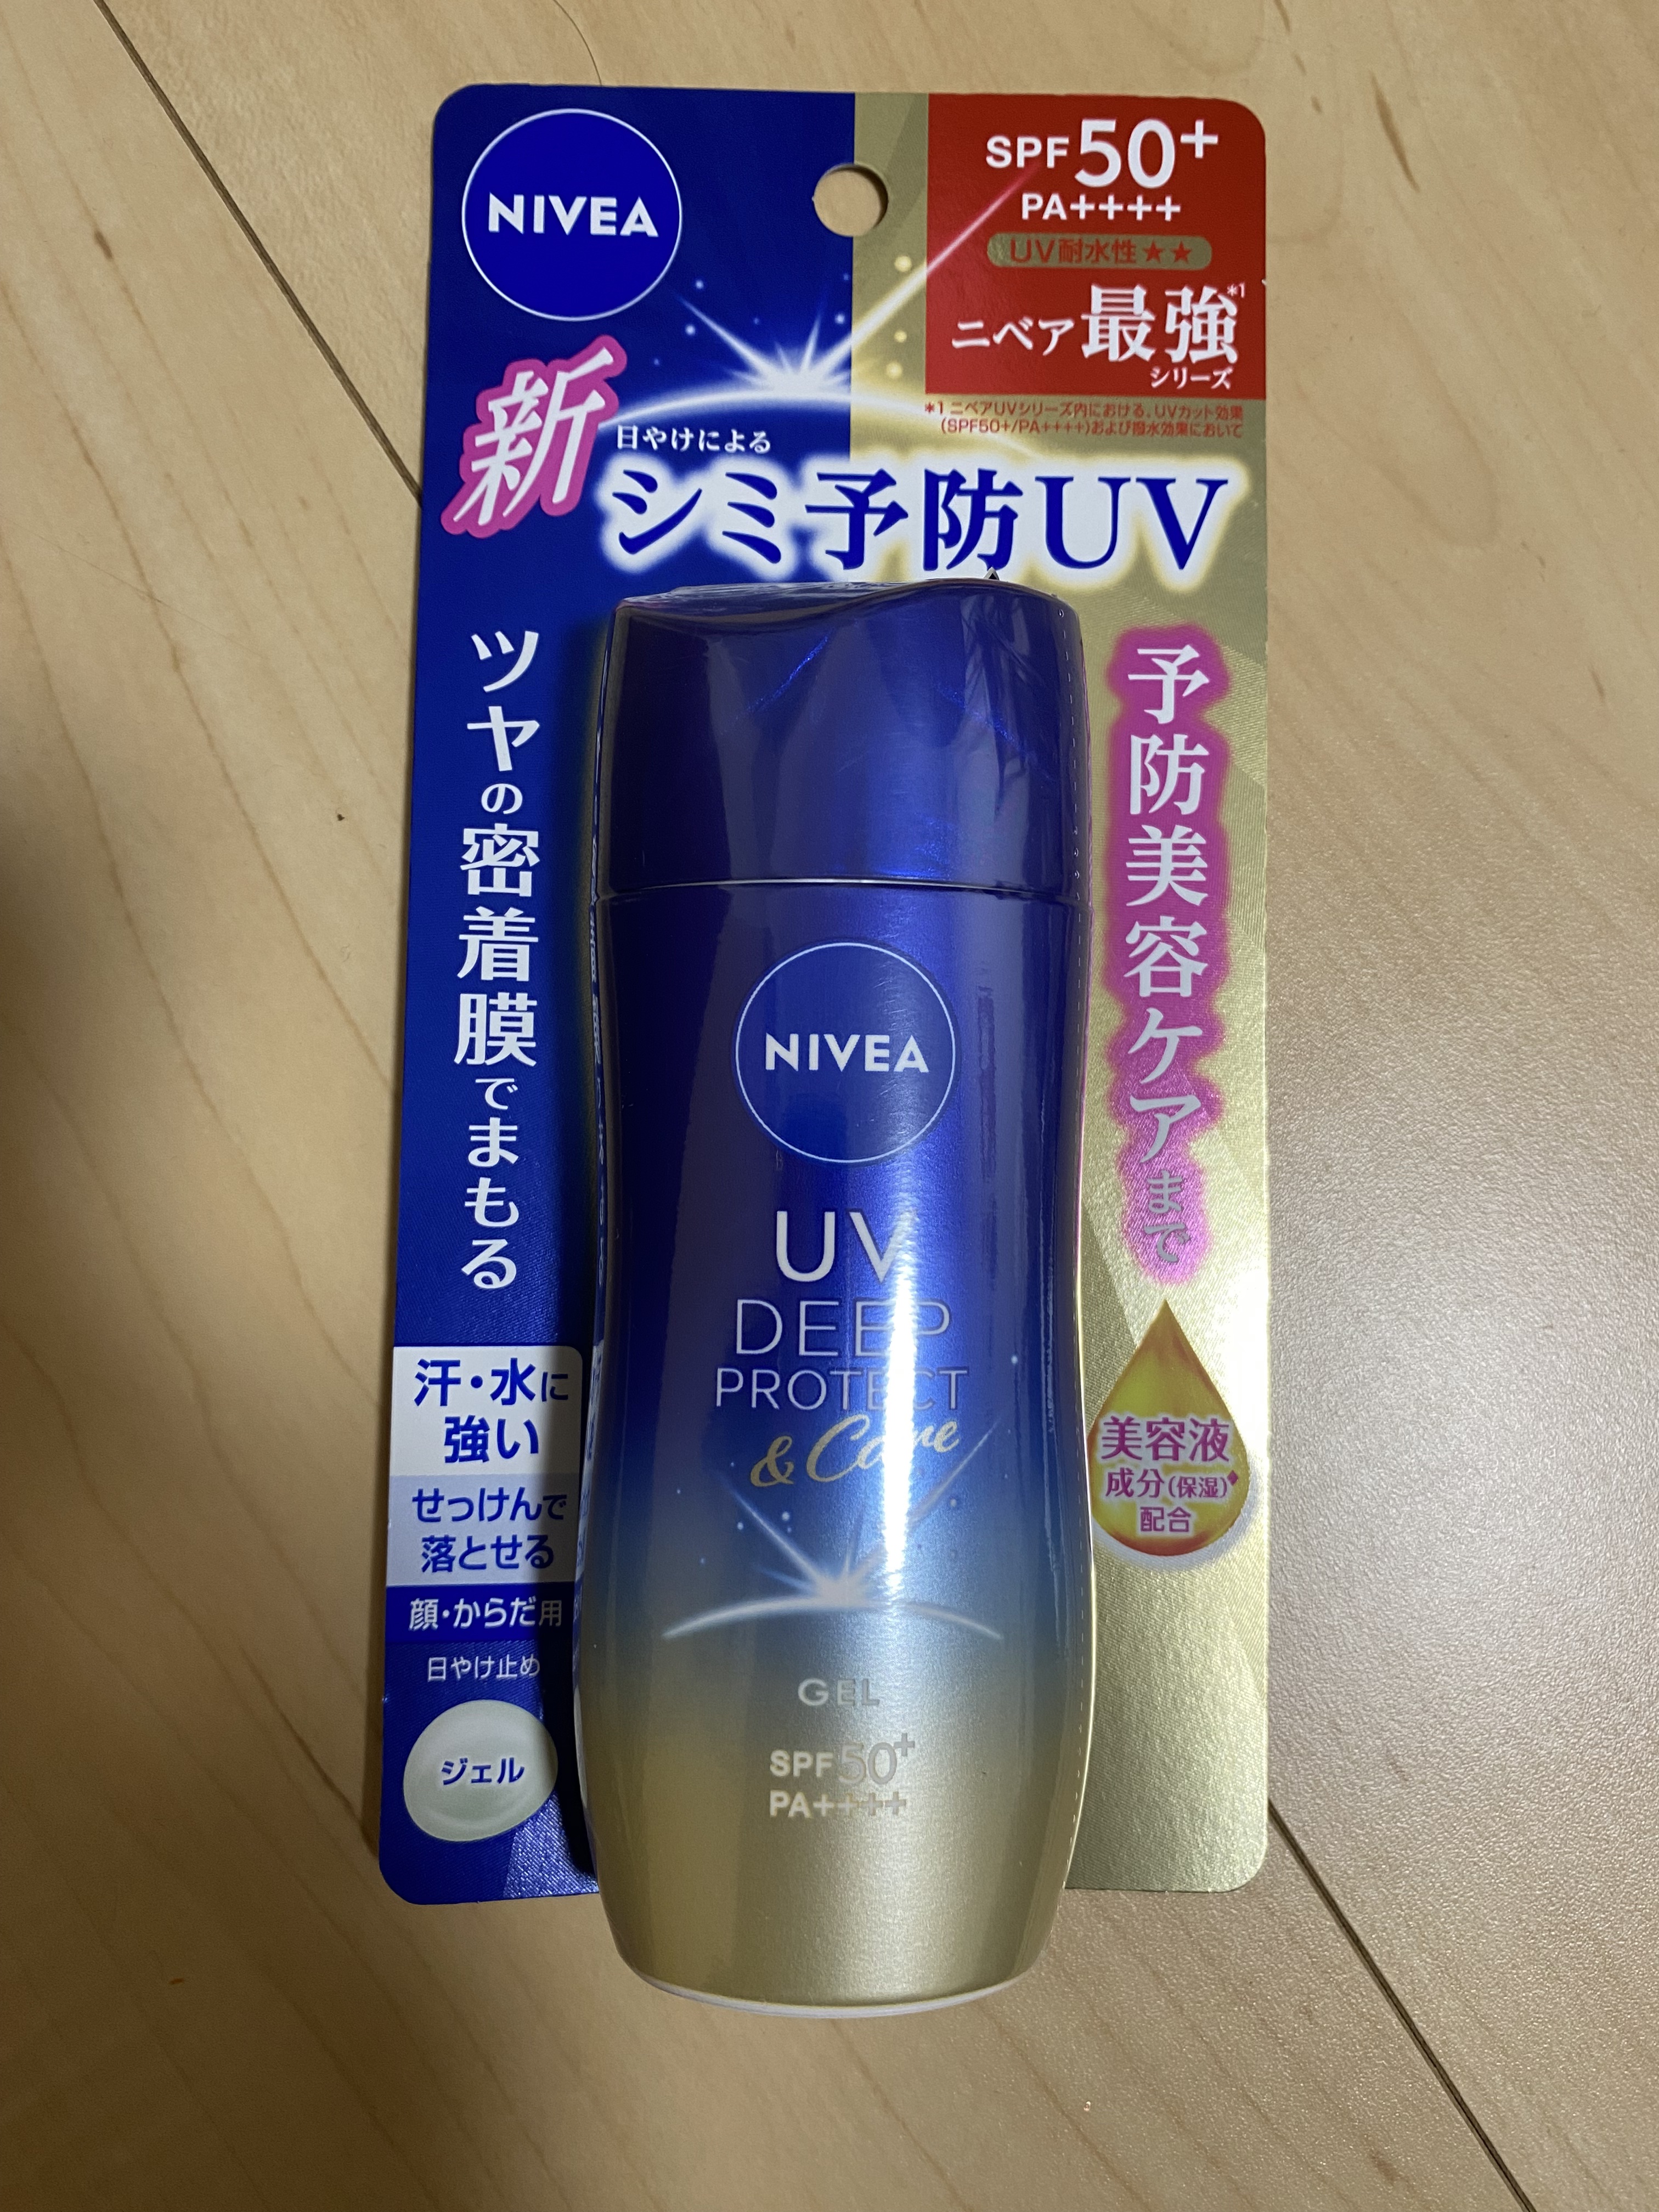 NIVEA
SPF50+
PA++++
UV耐水性★★
ニベア最強*1
シリーズ
*1 ニベアUVシリーズ内における、UVカット効果
(SPF50+/PA++++)および撥水効果において
新
日やけによる
シミ予防UV
ツヤの密着膜でまもる
予防美容ケアまで
汗・水に
強い
せっけんで
落とせる
顔・からだ用
日やけ止め
ジェル
美容液
成分(保湿)♦
配合
NIVEA
UV
DEEP
PROTECT
& Care
GEL
SPF50+
PA++++